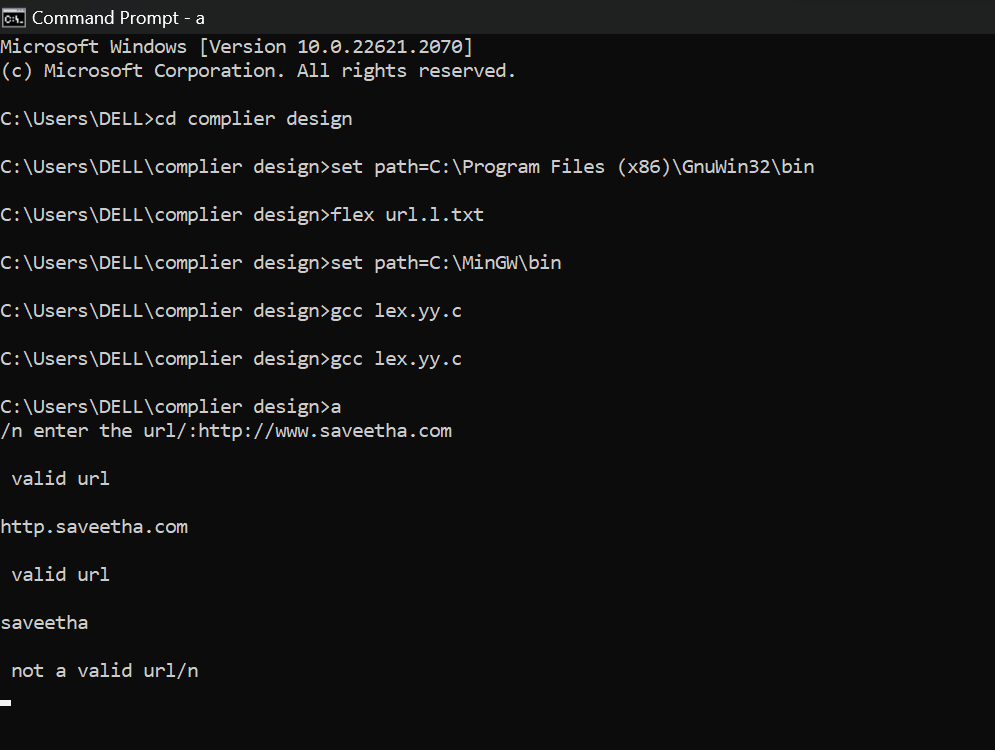 Command Prompt - a
Microsoft Windows [Version 10.0.22621.2070]
(c) Microsoft Corporation. All rights reserved.
C:\Users\DELL>cd complier design
C:\Users\DELL\complier design>set path=C:\Program Files (x86)\GnuWin32\bin
C:\Users\DELL\complier design>flex url.l.txt
C:\Users\DELL\complier design>set path=C:\MinGW\bin
C:\Users\DELL\complier design>gcc lex.yy.c
C:\Users\DELL\complier design>gcc lex.yy.c
C:\Users\DELL\complier design>a
/n enter the url/:http://www.saveetha.com
valid url
http.saveetha.com
valid url
saveetha
not a valid url/n